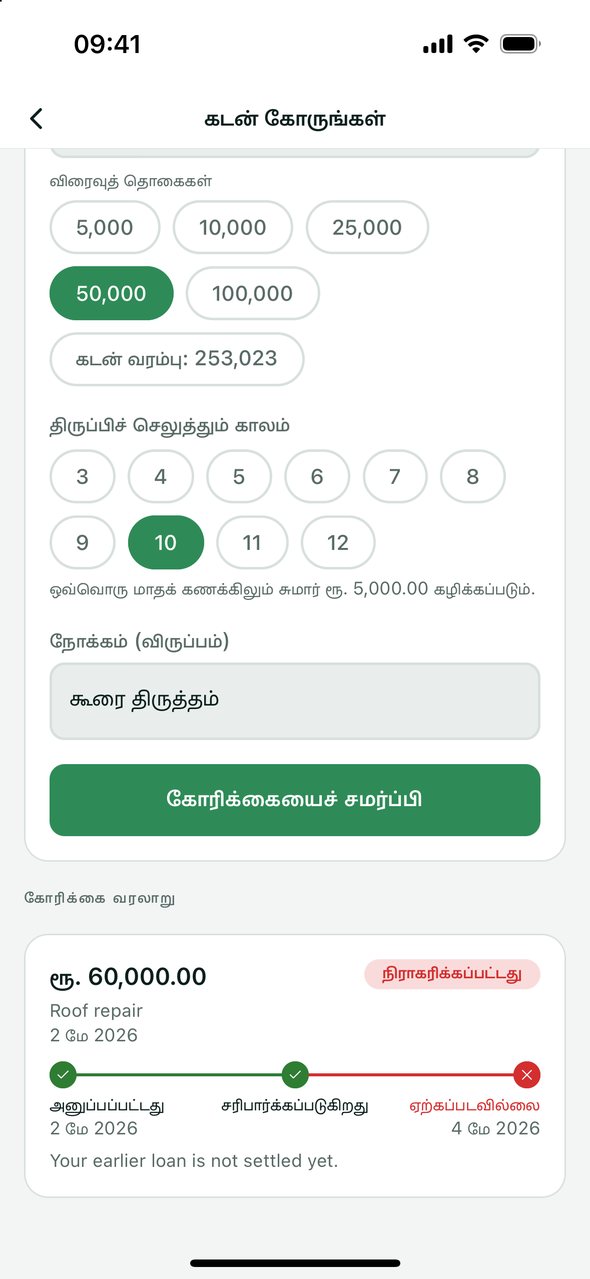 09:41
கடன் கோருங்கள்
விரைவுத் தொகைகள்
5,000 10,000 25,000
50,000 100,000
கடன் வரம்பு: 253,023
திருப்பிச் செலுத்தும் காலம்
3 4 5 6 7 8
9 10 11 12
ஒவ்வொரு மாதக் கணக்கிலும் சுமார் ரூ. 5,000.00 கழிக்கப்படும்.
நோக்கம் (விருப்பம்)
கூரை திருத்தம்
கோரிக்கையைச் சமர்ப்பி
கோரிக்கை வரலாறு
ரூ. 60,000.00 நிராகரிக்கப்பட்டது
Roof repair
2 மே 2026
அனுப்பப்பட்டது சரிபார்க்கப்படுகிறது ஏற்கப்படவில்லை
2 மே 2026 4 மே 2026
Your earlier loan is not settled yet.